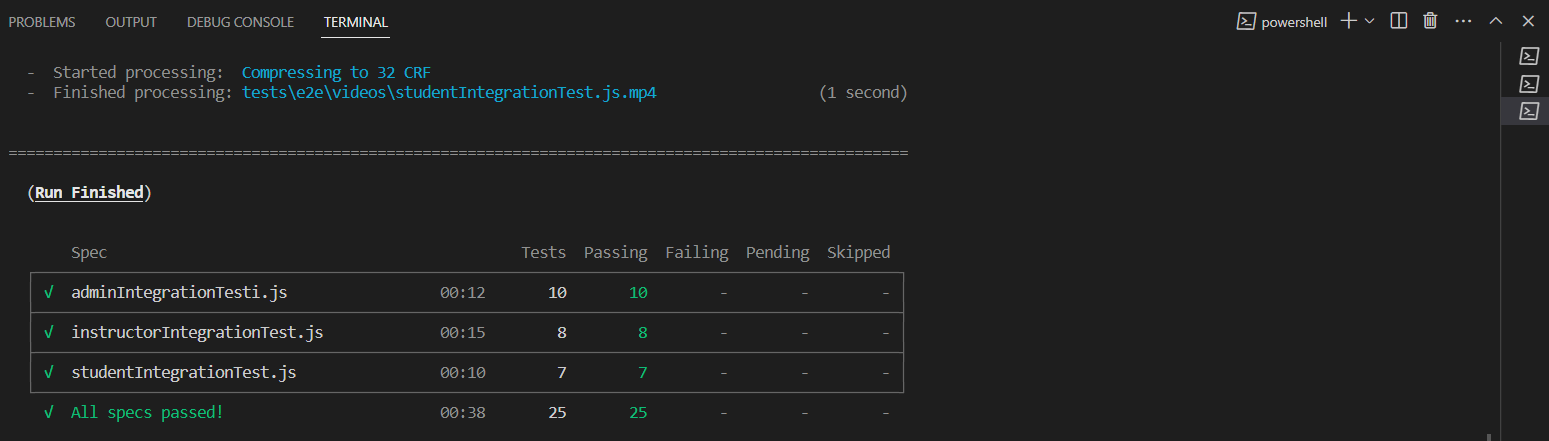 PROBLEMS OUTPUT DEBUG CONSOLE TERMINAL powershell
- Started processing: Compressing to 32 CRF
- Finished processing: tests\e2e\videos\studentIntegrationTest.js.mp4 (1 second)
====================================================================================================
(Run Finished)
Spec Tests Passing Failing Pending Skipped
√ adminIntegrationTesti.js 00:12 10 10 - - -
√ instructorIntegrationTest.js 00:15 8 8 - - -
√ studentIntegrationTest.js 00:10 7 7 - - -
√ All specs passed! 00:38 25 25 - - -